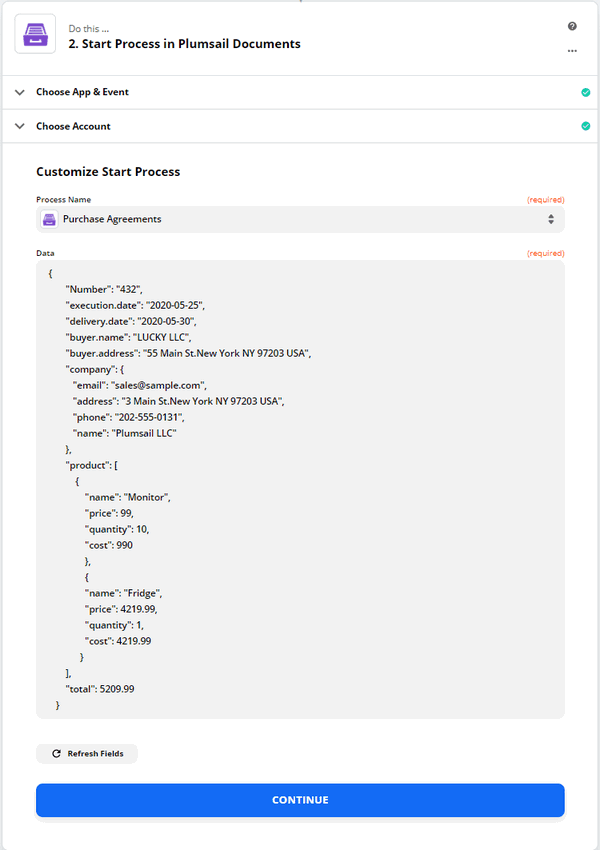 Do this ...
2. Start Process in Plumsail Documents
Choose App & Event
Choose Account
Customize Start Process
Process Name (required)
Purchase Agreements
Data (required)
{
"Number": "432",
"execution.date": "2020-05-25",
"delivery.date": "2020-05-30",
"buyer.name": "LUCKY LLC",
"buyer.address": "55 Main St.New York NY 97203 USA",
"company": {
"email": "sales@sample.com",
"address": "3 Main St.New York NY 97203 USA",
"phone": "202-555-0131",
"name": "Plumsail LLC"
},
"product": [
{
"name": "Monitor",
"price": 99,
"quantity": 10,
"cost": 990
},
{
"name": "Fridge",
"price": 4219.99,
"quantity": 1,
"cost": 4219.99
}
],
"total": 5209.99
}
Refresh Fields
CONTINUE